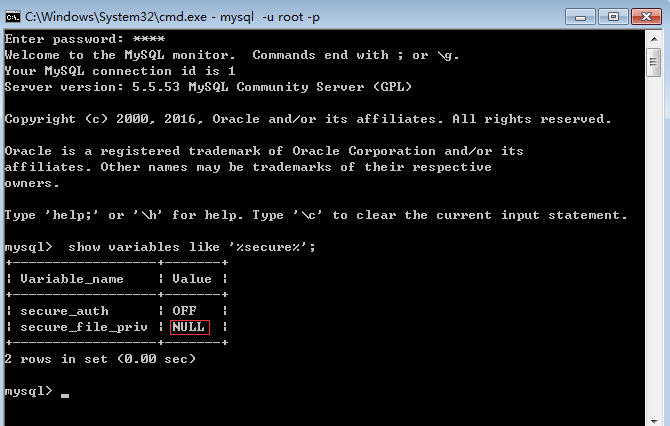 C:\Windows\System32\cmd.exe - mysql  -u root -p
Enter password: ****
Welcome to the MySQL monitor.  Commands end with ; or \g.
Your MySQL connection id is 1
Server version: 5.5.53 MySQL Community Server (GPL)
Copyright (c) 2000, 2016, Oracle and/or its affiliates. All rights reserved.
Oracle is a registered trademark of Oracle Corporation and/or its
affiliates. Other names may be trademarks of their respective
owners.
Type 'help;' or '\h' for help. Type '\c' to clear the current input statement.
mysql>  show variables like '%secure%';
+------------------+-------+
| Variable_name    | Value |
+------------------+-------+
| secure_auth      | OFF   |
| secure_file_priv | NULL  |
+------------------+-------+
2 rows in set (0.00 sec)
mysql> _